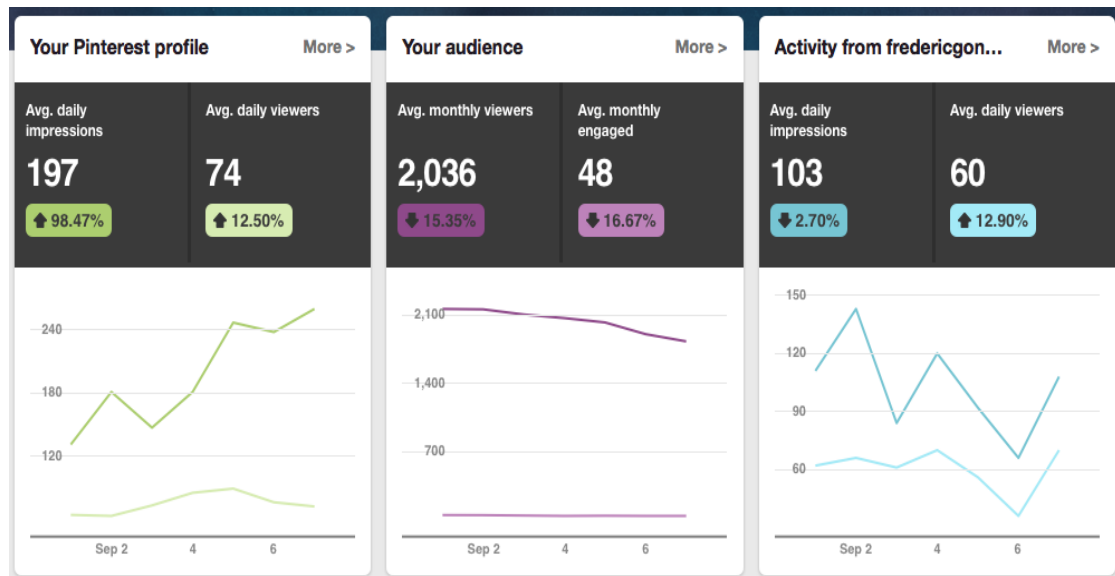 Your Pinterest profile More >
Avg. daily
impressions
197
98.47%
Avg. daily viewers
74
12.50%
240
180
120
Sep 2 4 6
Your audience More >
Avg. monthly viewers
2,036
15.35%
Avg. monthly
engaged
48
16.67%
2,100
1,400
700
Sep 2 4 6
Activity from fredericgon... More >
Avg. daily
impressions
103
2.70%
Avg. daily viewers
60
12.90%
150
120
90
60
Sep 2 4 6